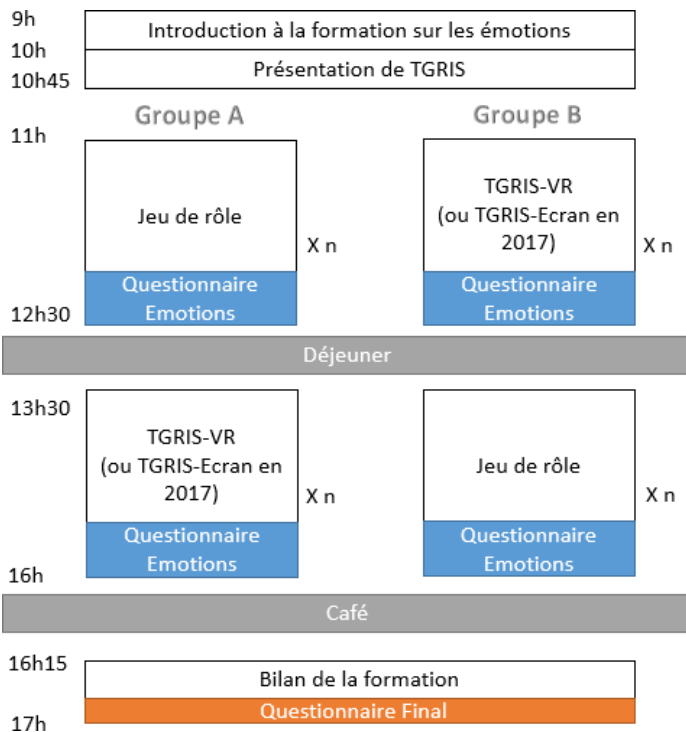 9h
Introduction à la formation sur les émotions
10h
Présentation de TGRIS
10h45
Groupe A
Groupe B
11h
Jeu de rôle
X n
TGRIS-VR
(ou TGRIS-Ecran en
2017)
X n
Questionnaire
Emotions
Questionnaire
Emotions
12h30
Déjeuner
13h30
TGRIS-VR
(ou TGRIS-Ecran en
2017)
X n
Jeu de rôle
X n
Questionnaire
Emotions
Questionnaire
Emotions
16h
Café
16h15
Bilan de la formation
Questionnaire Final
17h